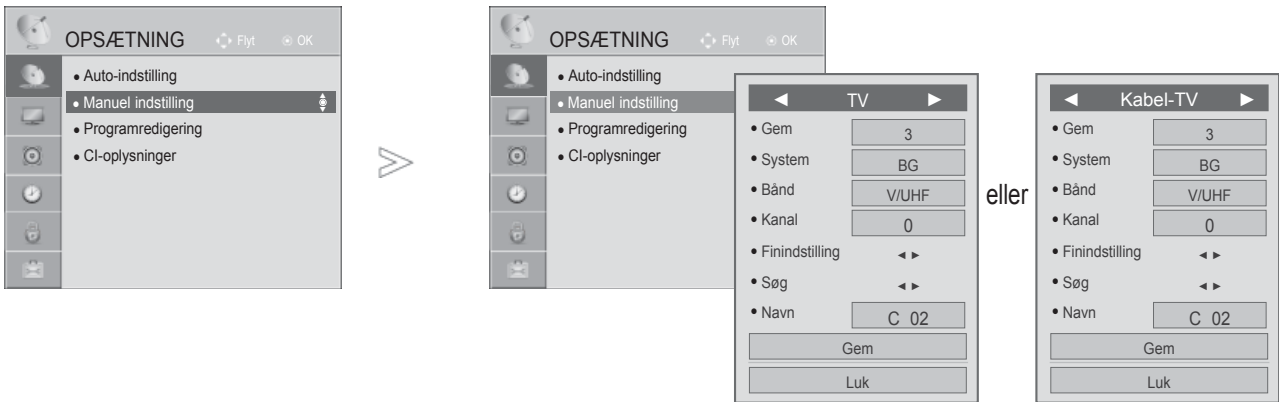 OPSÆTNING Flyt OK
• Auto-indstilling
• Manuel indstilling
• Programredigering
• CI-oplysninger
OPSÆTNING Flyt OK
• Auto-indstilling
• Manuel indstilling
• Programredigering
• CI-oplysninger
◄ TV ►
• Gem 3
• System BG
• Bånd V/UHF
• Kanal 0
• Finindstilling ◄ ►
• Søg ◄ ►
• Navn C 02
Gem
Luk
eller
◄ Kabel-TV ►
• Gem 3
• System BG
• Bånd V/UHF
• Kanal 0
• Finindstilling ◄ ►
• Søg ◄ ►
• Navn C 02
Gem
Luk